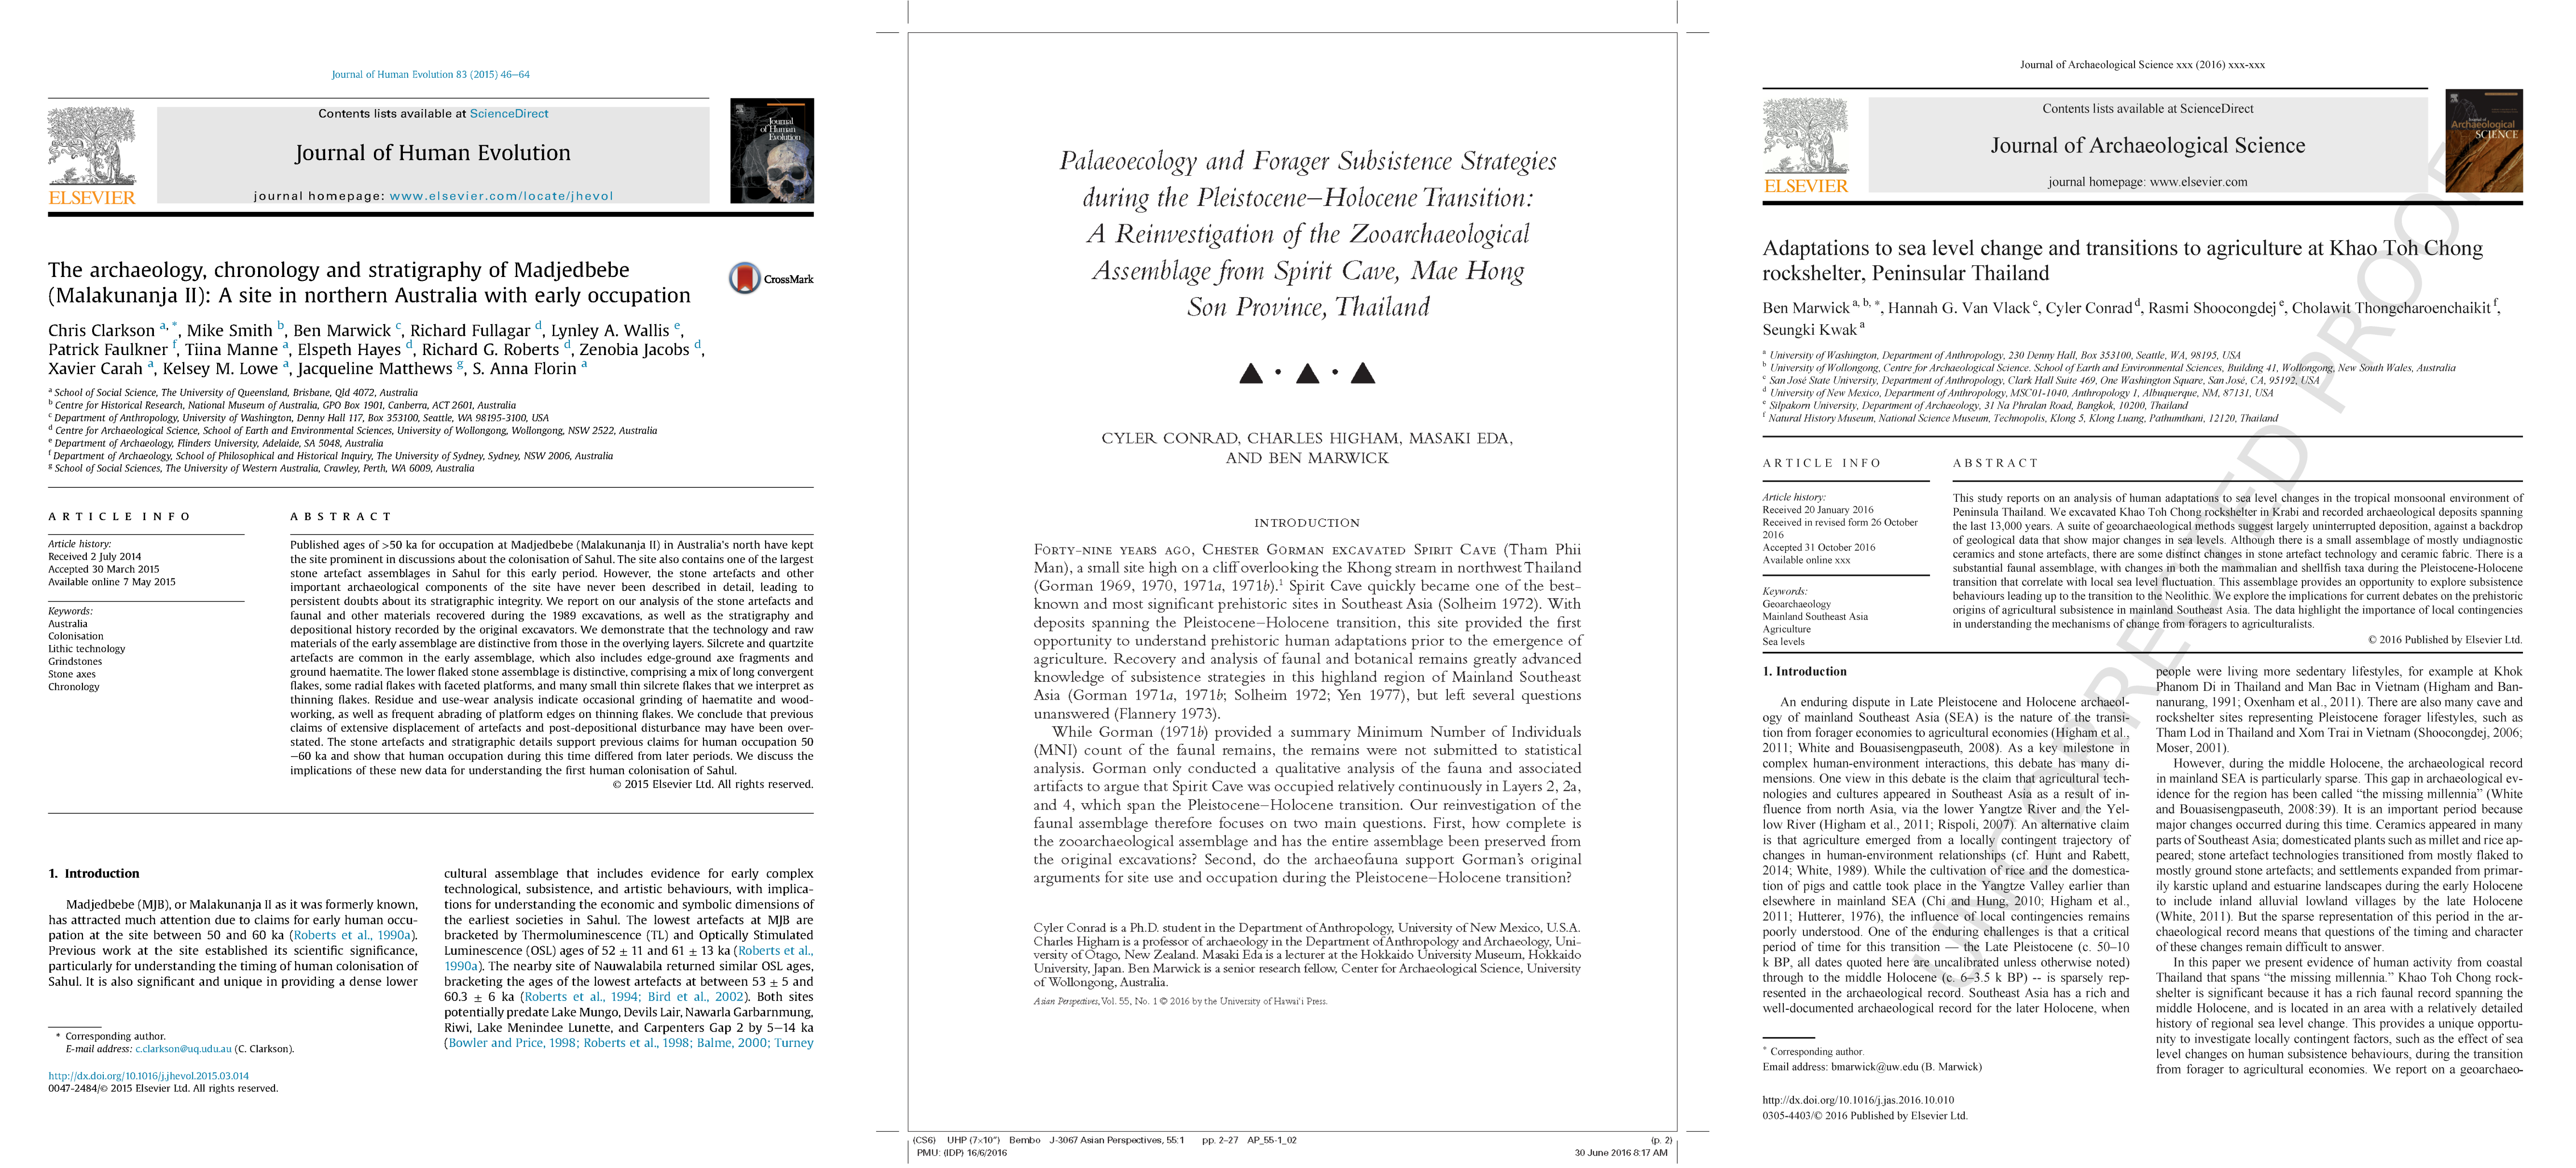 Journal of Human Evolution 83 (2015) 46–64
Contents lists available at ScienceDirect
Journal of Human Evolution
journal homepage: www.elsevier.com/locate/jhevol
ELSEVIER
Journal of Human Evolution
The archaeology, chronology and stratigraphy of Madjedbebe
(Malakunanja II): A site in northern Australia with early occupation
CrossMark
Chris Clarkson a, *, Mike Smith b, Ben Marwick c, Richard Fullagar d, Lynley A. Wallis e,
Patrick Faulkner f, Tiina Manne a, Elspeth Hayes d, Richard G. Roberts d, Zenobia Jacobs d,
Xavier Carah a, Kelsey M. Lowe a, Jacqueline Matthews g, S. Anna Florin a
a School of Social Science, The University of Queensland, Brisbane, Qld 4072, Australia
b Centre for Historical Research, National Museum of Australia, GPO Box 1901, Canberra, ACT 2601, Australia
c Department of Anthropology, University of Washington, Denny Hall 117, Box 353100, Seattle, WA 98195-3100, USA
d Centre for Archaeological Science, School of Earth and Environmental Sciences, University of Wollongong, Wollongong, NSW 2522, Australia
e Department of Archaeology, Flinders University, Adelaide, SA 5048, Australia
f Department of Archaeology, School of Philosophical and Historical Inquiry, The University of Sydney, Sydney, NSW 2006, Australia
g School of Social Sciences, The University of Western Australia, Crawley, Perth, WA 6009, Australia
ARTICLE INFO
Article history:
Received 2 July 2014
Accepted 30 March 2015
Available online 7 May 2015
Keywords:
Australia
Colonisation
Lithic technology
Grindstones
Stone axes
Chronology
ABSTRACT
Published ages of >50 ka for occupation at Madjedbebe (Malakunanja II) in Australia's north have kept
the site prominent in discussions about the colonisation of Sahul. The site also contains one of the largest
stone artefact assemblages in Sahul for this early period. However, the stone artefacts and other
important archaeological components of the site have never been described in detail, leading to
persistent doubts about its stratigraphic integrity. We report on our analysis of the stone artefacts and
faunal and other materials recovered during the 1989 excavations, as well as the stratigraphy and
depositional history recorded by the original excavators. We demonstrate that the technology and raw
materials of the early assemblage are distinctive from those in the overlying layers. Silcrete and quartzite
artefacts are common in the early assemblage, which also includes edge-ground axe fragments and
ground haematite. The lower flaked stone assemblage is distinctive, comprising a mix of long convergent
flakes, some radial flakes with faceted platforms, and many small thin silcrete flakes that we interpret as
thinning flakes. Residue and use-wear analysis indicate occasional grinding of haematite and wood-
working, as well as frequent abrading of platform edges on thinning flakes. We conclude that previous
claims of extensive displacement of artefacts and post-depositional disturbance may have been over-
stated. The stone artefacts and stratigraphic details support previous claims for human occupation 50
–60 ka and show that human occupation during this time differed from later periods. We discuss the
implications of these new data for understanding the first human colonisation of Sahul.
© 2015 Elsevier Ltd. All rights reserved.
1. Introduction
Madjedbebe (MJB), or Malakunanja II as it was formerly known,
has attracted much attention due to claims for early human occu-
pation at the site between 50 and 60 ka (Roberts et al., 1990a).
Previous work at the site established its scientific significance,
particularly for understanding the timing of human colonisation of
Sahul. It is also significant and unique in providing a dense lower
* Corresponding author.
E-mail address: c.clarkson@uq.udu.au (C. Clarkson).
http://dx.doi.org/10.1016/j.jhevol.2015.03.014
0047-2484/© 2015 Elsevier Ltd. All rights reserved.
cultural assemblage that includes evidence for early complex
technological, subsistence, and artistic behaviours, with implica-
tions for understanding the economic and symbolic dimensions of
the earliest societies in Sahul. The lowest artefacts at MJB are
bracketed by Thermoluminescence (TL) and Optically Stimulated
Luminescence (OSL) ages of 52 ± 11 and 61 ± 13 ka (Roberts et al.,
1990a). The nearby site of Nauwalabila returned similar OSL ages,
bracketing the ages of the lowest artefacts at between 53 ± 5 and
60.3 ± 6 ka (Roberts et al., 1994; Bird et al., 2002). Both sites
potentially predate Lake Mungo, Devils Lair, Nawarla Garbarnmung,
Riwi, Lake Menindee Lunette, and Carpenters Gap 2 by 5–14 ka
(Bowler and Price, 1998; Roberts et al., 1998; Balme, 2000; Turney
Palaeoecology and Forager Subsistence Strategies
during the Pleistocene–Holocene Transition:
A Reinvestigation of the Zooarchaeological
Assemblage from Spirit Cave, Mae Hong
Son Province, Thailand
CYLER CONRAD, CHARLES HIGHAM, MASAKI EDA,
AND BEN MARWICK
INTRODUCTION
Forty-nine years ago, Chester Gorman excavated Spirit Cave (Tham Phii
Man), a small site high on a cliff overlooking the Khong stream in northwest Thailand
(Gorman 1969, 1970, 1971a, 1971b).1 Spirit Cave quickly became one of the best-
known and most significant prehistoric sites in Southeast Asia (Solheim 1972). With
deposits spanning the Pleistocene–Holocene transition, this site provided the first
opportunity to understand prehistoric human adaptations prior to the emergence of
agriculture. Recovery and analysis of faunal and botanical remains greatly advanced
knowledge of subsistence strategies in this highland region of Mainland Southeast
Asia (Gorman 1971a, 1971b; Solheim 1972; Yen 1977), but left several questions
unanswered (Flannery 1973).
While Gorman (1971b) provided a summary Minimum Number of Individuals
(MNI) count of the faunal remains, the remains were not submitted to statistical
analysis. Gorman only conducted a qualitative analysis of the fauna and associated
artifacts to argue that Spirit Cave was occupied relatively continuously in Layers 2, 2a,
and 4, which span the Pleistocene–Holocene transition. Our reinvestigation of the
faunal assemblage therefore focuses on two main questions. First, how complete is
the zooarchaeological assemblage and has the entire assemblage been preserved from
the original excavations? Second, do the archaeofauna support Gorman's original
arguments for site use and occupation during the Pleistocene–Holocene transition?
Cyler Conrad is a Ph.D. student in the Department of Anthropology, University of New Mexico, U.S.A.
Charles Higham is a professor of archaeology in the Department of Anthropology and Archaeology, Uni-
versity of Otago, New Zealand. Masaki Eda is a lecturer at the Hokkaido University Museum, Hokkaido
University, Japan. Ben Marwick is a senior research fellow, Center for Archaeological Science, University
of Wollongong, Australia.
Asian Perspectives, Vol. 55, No. 1 © 2016 by the University of Hawai'i Press.
(CS6) UHP (7×10") Bembo J-3067 Asian Perspectives, 55:1 pp. 2–27 AP_55-1_02 (p. 2)
PMU: (IDP) 16/6/2016 30 June 2016 8:17 AM
Journal of Archaeological Science xxx (2016) xxx-xxx
Contents lists available at ScienceDirect
Journal of Archaeological Science
journal homepage: www.elsevier.com
ELSEVIER
Archaeological
SCIENCE
Adaptations to sea level change and transitions to agriculture at Khao Toh Chong
rockshelter, Peninsular Thailand
Ben Marwick a, b, *, Hannah G. Van Vlack c, Cyler Conrad d, Rasmi Shoocongdej e, Cholawit Thongcharoenchaikit f,
Seungki Kwak a
a University of Washington, Department of Anthropology, 230 Denny Hall, Box 353100, Seattle, WA, 98195, USA
b University of Wollongong, Centre for Archaeological Science. School of Earth and Environmental Sciences, Building 41, Wollongong, New South Wales, Australia
c San José State University, Department of Anthropology, Clark Hall Suite 469, One Washington Square, San José, CA, 95192, USA
d University of New Mexico, Department of Anthropology, MSC01-1040, Anthropology 1, Albuquerque, NM, 87131, USA
e Silpakorn University, Department of Archaeology, 31 Na Phralan Road, Bangkok, 10200, Thailand
f Natural History Museum, National Science Museum, Technopolis, Klong 5, Klong Luang, Pathumthani, 12120, Thailand
ARTICLE INFO
Article history:
Received 20 January 2016
Received in revised form 26 October
2016
Accepted 31 October 2016
Available online xxx
Keywords:
Geoarchaeology
Mainland Southeast Asia
Agriculture
Sea levels
ABSTRACT
This study reports on an analysis of human adaptations to sea level changes in the tropical monsoonal environment of
Peninsula Thailand. We excavated Khao Toh Chong rockshelter in Krabi and recorded archaeological deposits spanning
the last 13,000 years. A suite of geoarchaeological methods suggest largely uninterrupted deposition, against a backdrop
of geological data that show major changes in sea levels. Although there is a small assemblage of mostly undiagnostic
ceramics and stone artefacts, there are some distinct changes in stone artefact technology and ceramic fabric. There is a
substantial faunal assemblage, with changes in both the mammalian and shellfish taxa during the Pleistocene-Holocene
transition that correlate with local sea level fluctuation. This assemblage provides an opportunity to explore subsistence
behaviours leading up to the transition to the Neolithic. We explore the implications for current debates on the prehistoric
origins of agricultural subsistence in mainland Southeast Asia. The data highlight the importance of local contingencies
in understanding the mechanisms of change from foragers to agriculturalists.
© 2016 Published by Elsevier Ltd.
1. Introduction
An enduring dispute in Late Pleistocene and Holocene archaeol-
ogy of mainland Southeast Asia (SEA) is the nature of the transi-
tion from forager economies to agricultural economies (Higham et al.,
2011; White and Bouasisengpaseuth, 2008). As a key milestone in
complex human-environment interactions, this debate has many di-
mensions. One view in this debate is the claim that agricultural tech-
nologies and cultures appeared in Southeast Asia as a result of in-
fluence from north Asia, via the lower Yangtze River and the Yel-
low River (Higham et al., 2011; Rispoli, 2007). An alternative claim
is that agriculture emerged from a locally contingent trajectory of
changes in human-environment relationships (cf. Hunt and Rabett,
2014; White, 1989). While the cultivation of rice and the domestica-
tion of pigs and cattle took place in the Yangtze Valley earlier than
elsewhere in mainland SEA (Chi and Hung, 2010; Higham et al.,
2011; Hutterer, 1976), the influence of local contingencies remains
poorly understood. One of the enduring challenges is that a critical
period of time for this transition — the Late Pleistocene (c. 50–10
k BP, all dates quoted here are uncalibrated unless otherwise noted)
through to the middle Holocene (c. 6–3.5 k BP) -- is sparsely rep-
resented in the archaeological record. Southeast Asia has a rich and
well-documented archaeological record for the later Holocene, when
* Corresponding author.
Email address: bmarwick@uw.edu (B. Marwick)
http://dx.doi.org/10.1016/j.jas.2016.10.010
0305-4403/© 2016 Published by Elsevier Ltd.
people were living more sedentary lifestyles, for example at Khok
Phanom Di in Thailand and Man Bac in Vietnam (Higham and Ban-
nanurang, 1991; Oxenham et al., 2011). There are also many cave and
rockshelter sites representing Pleistocene forager lifestyles, such as
Tham Lod in Thailand and Xom Trai in Vietnam (Shoocongdej, 2006;
Moser, 2001).
However, during the middle Holocene, the archaeological record
in mainland SEA is particularly sparse. This gap in archaeological ev-
idence for the region has been called “the missing millennia” (White
and Bouasisengpaseuth, 2008:39). It is an important period because
major changes occurred during this time. Ceramics appeared in many
parts of Southeast Asia; domesticated plants such as millet and rice ap-
peared; stone artefact technologies transitioned from mostly flaked to
mostly ground stone artefacts; and settlements expanded from primar-
ily karstic upland and estuarine landscapes during the early Holocene
to include inland alluvial lowland villages by the late Holocene
(White, 2011). But the sparse representation of this period in the ar-
chaeological record means that questions of the timing and character
of these changes remain difficult to answer.
In this paper we present evidence of human activity from coastal
Thailand that spans “the missing millennia.” Khao Toh Chong rock-
shelter is significant because it has a rich faunal record spanning the
middle Holocene, and is located in an area with a relatively detailed
history of regional sea level change. This provides a unique opportu-
nity to investigate locally contingent factors, such as the effect of sea
level changes on human subsistence behaviours, during the transition
from forager to agricultural economies. We report on a geoarchaeo-
UNCORRECTED PROOF